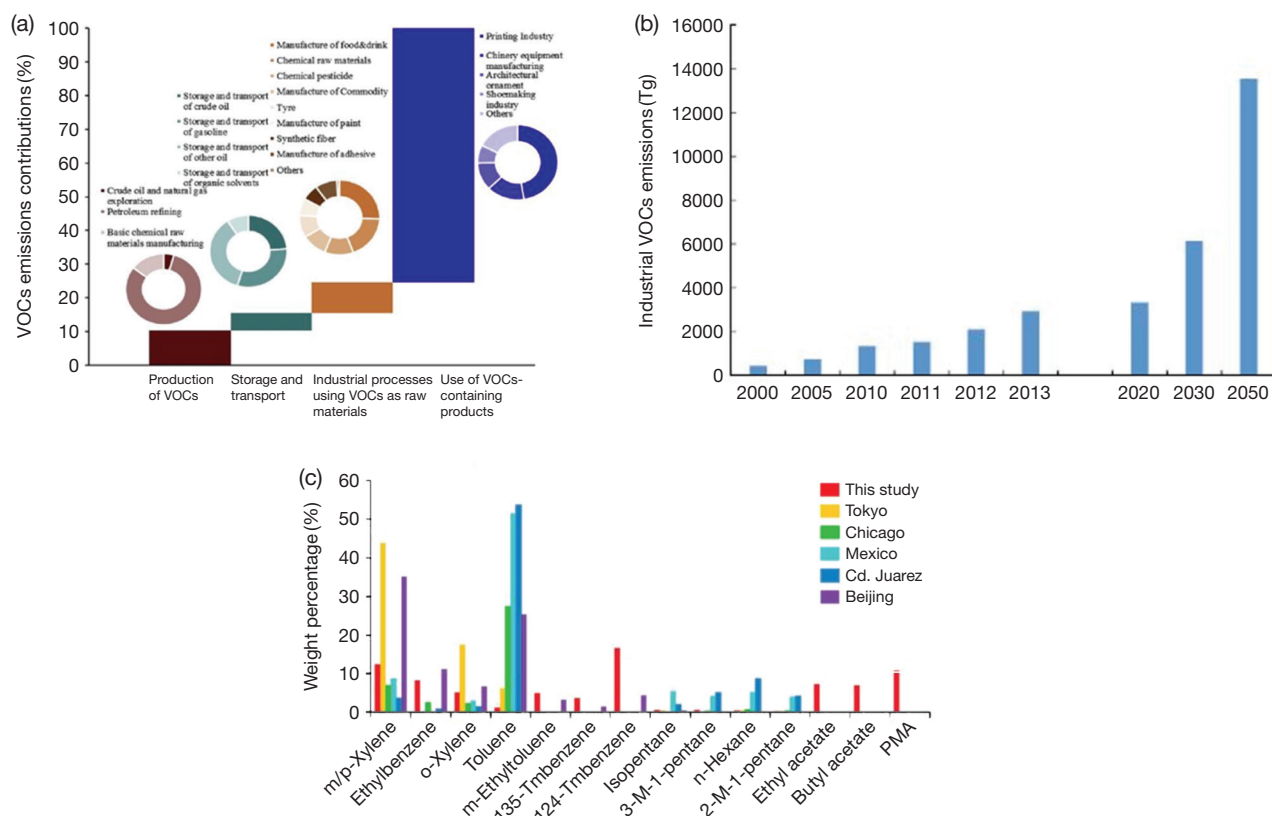 (a)
VOCs emissions contributions (%)
100
90
80
70
60
50
40
30
20
10
0
Crude oil and natural gas
exploration
Petroleum refining
Basic chemical raw
materials manufacturing
Storage and transport
of crude oil
Storage and transport
of gasoline
Storage and transport
of other oil
Storage and transport
of organic solvents
Manufacture of food&drink
Chemical raw materials
Chemical pesticide
Manufacture of Commodity
Tyre
Manufacture of paint
Synthetic fiber
Manufacture of adhesive
Others
Printing Industry
Chinery equipment
manufacturing
Architectural
ornament
Shoemaking
industry
Others
Production
of VOCs
Storage and
transport
Industrial processes
using VOCs as raw
materials
Use of VOCs-
containing
products
(b)
Industrial VOCs emissions (Tg)
16000
14000
12000
10000
8000
6000
4000
2000
0
2000 2005 2010 2011 2012 2013 2020 2030 2050
(c)
Weight percentage (%)
60
50
40
30
20
10
0
This study
Tokyo
Chicago
Mexico
Cd. Juarez
Beijing
m/p-Xylene
Ethylbenzene
o-Xylene
Toluene
m-Ethyltoluene
135-Tmbenzene
124-Tmbenzene
Isopentane
3-M-1-pentane
n-Hexane
2-M-1-pentane
Ethyl acetate
Butyl acetate
PMA